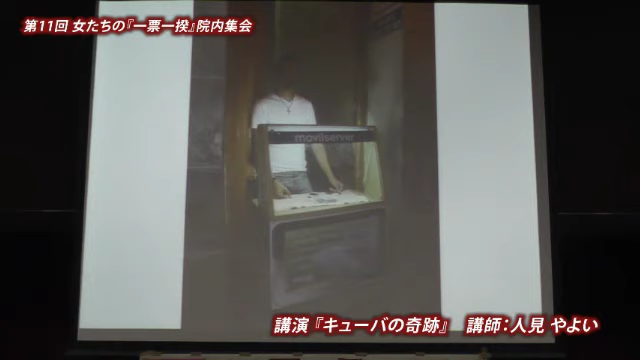 第11回 女たちの『一票一揆』院内集会
movilserver
講演『キューバの奇跡』 講師：人見 やよい